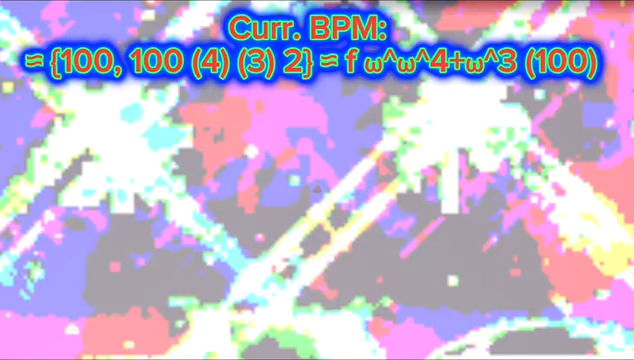 Curr. BPM:
≈ {100, 100 (4) (3) 2} ≈ f ω^ω^4+ω^3 (100)